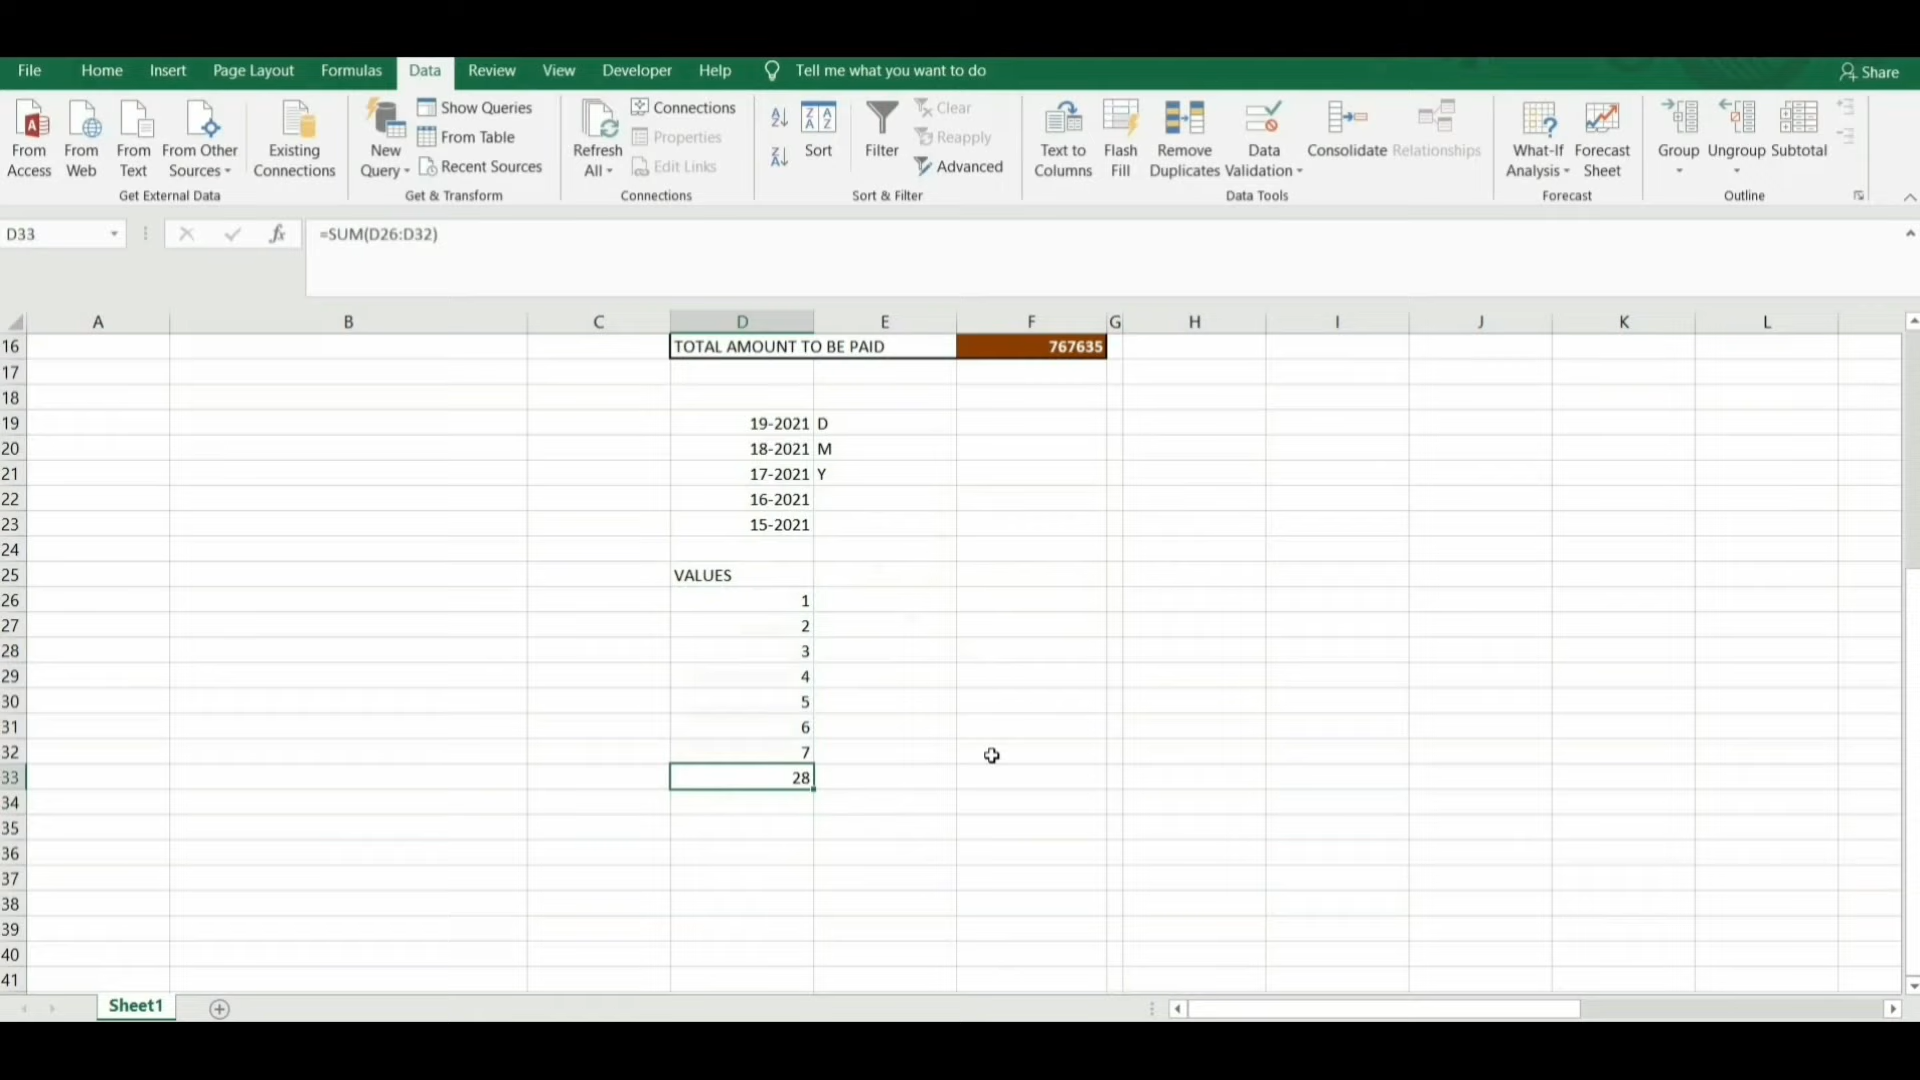 File Home Insert Page Layout Formulas Data Review View Developer Help Tell me what you want to do Share
From Access
From Web
From Text
From Other Sources
Existing Connections
Get External Data
New Query
Show Queries
From Table
Recent Sources
Get & Transform
Refresh All
Connections
Properties
Edit Links
Connections
Sort
Filter
Clear
Reapply
Advanced
Sort & Filter
Text to Columns
Flash Fill
Remove Duplicates
Data Validation
Consolidate
Relationships
Data Tools
What-If Analysis
Forecast Sheet
Forecast
Group
Ungroup
Subtotal
Outline
D33 fx =SUM(D26:D32)
A B C D E F G H I J K L
16 TOTAL AMOUNT TO BE PAID 767635
17
18
19 19-2021 D
20 18-2021 M
21 17-2021 Y
22 16-2021
23 15-2021
24
25 VALUES
26 1
27 2
28 3
29 4
30 5
31 6
32 7
33 28
34
35
36
37
38
39
40
41
Sheet1